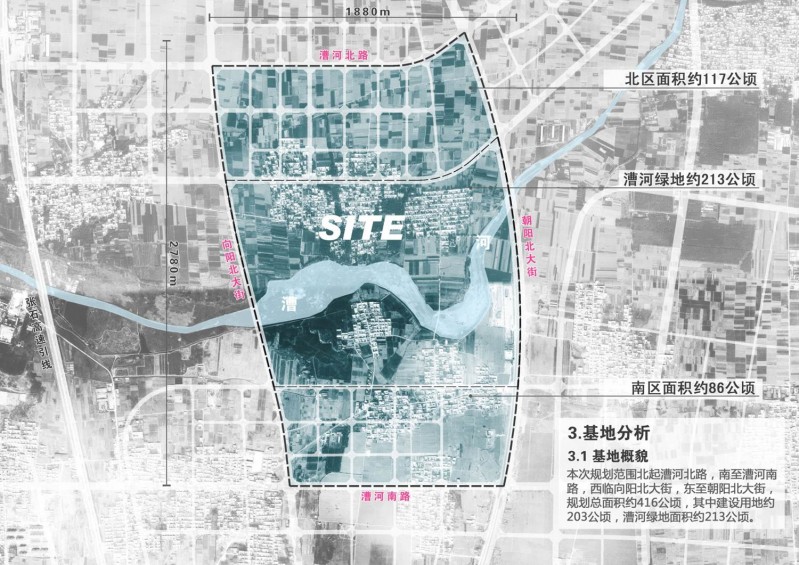 1880m
漕河北路
北区面积约117公顷
漕河绿地约213公顷
SITE
朝阳北大街
河
向阳北大街
2780m
漕
张石高速引线
南区面积约86公顷
3.基地分析
3.1 基地概貌
本次规划范围北起漕河北路，南至漕河南
路，西临向阳北大街，东至朝阳北大街，
规划总面积约416公顷，其中建设用地约
203公顷，漕河绿地面积约213公顷。
漕河南路